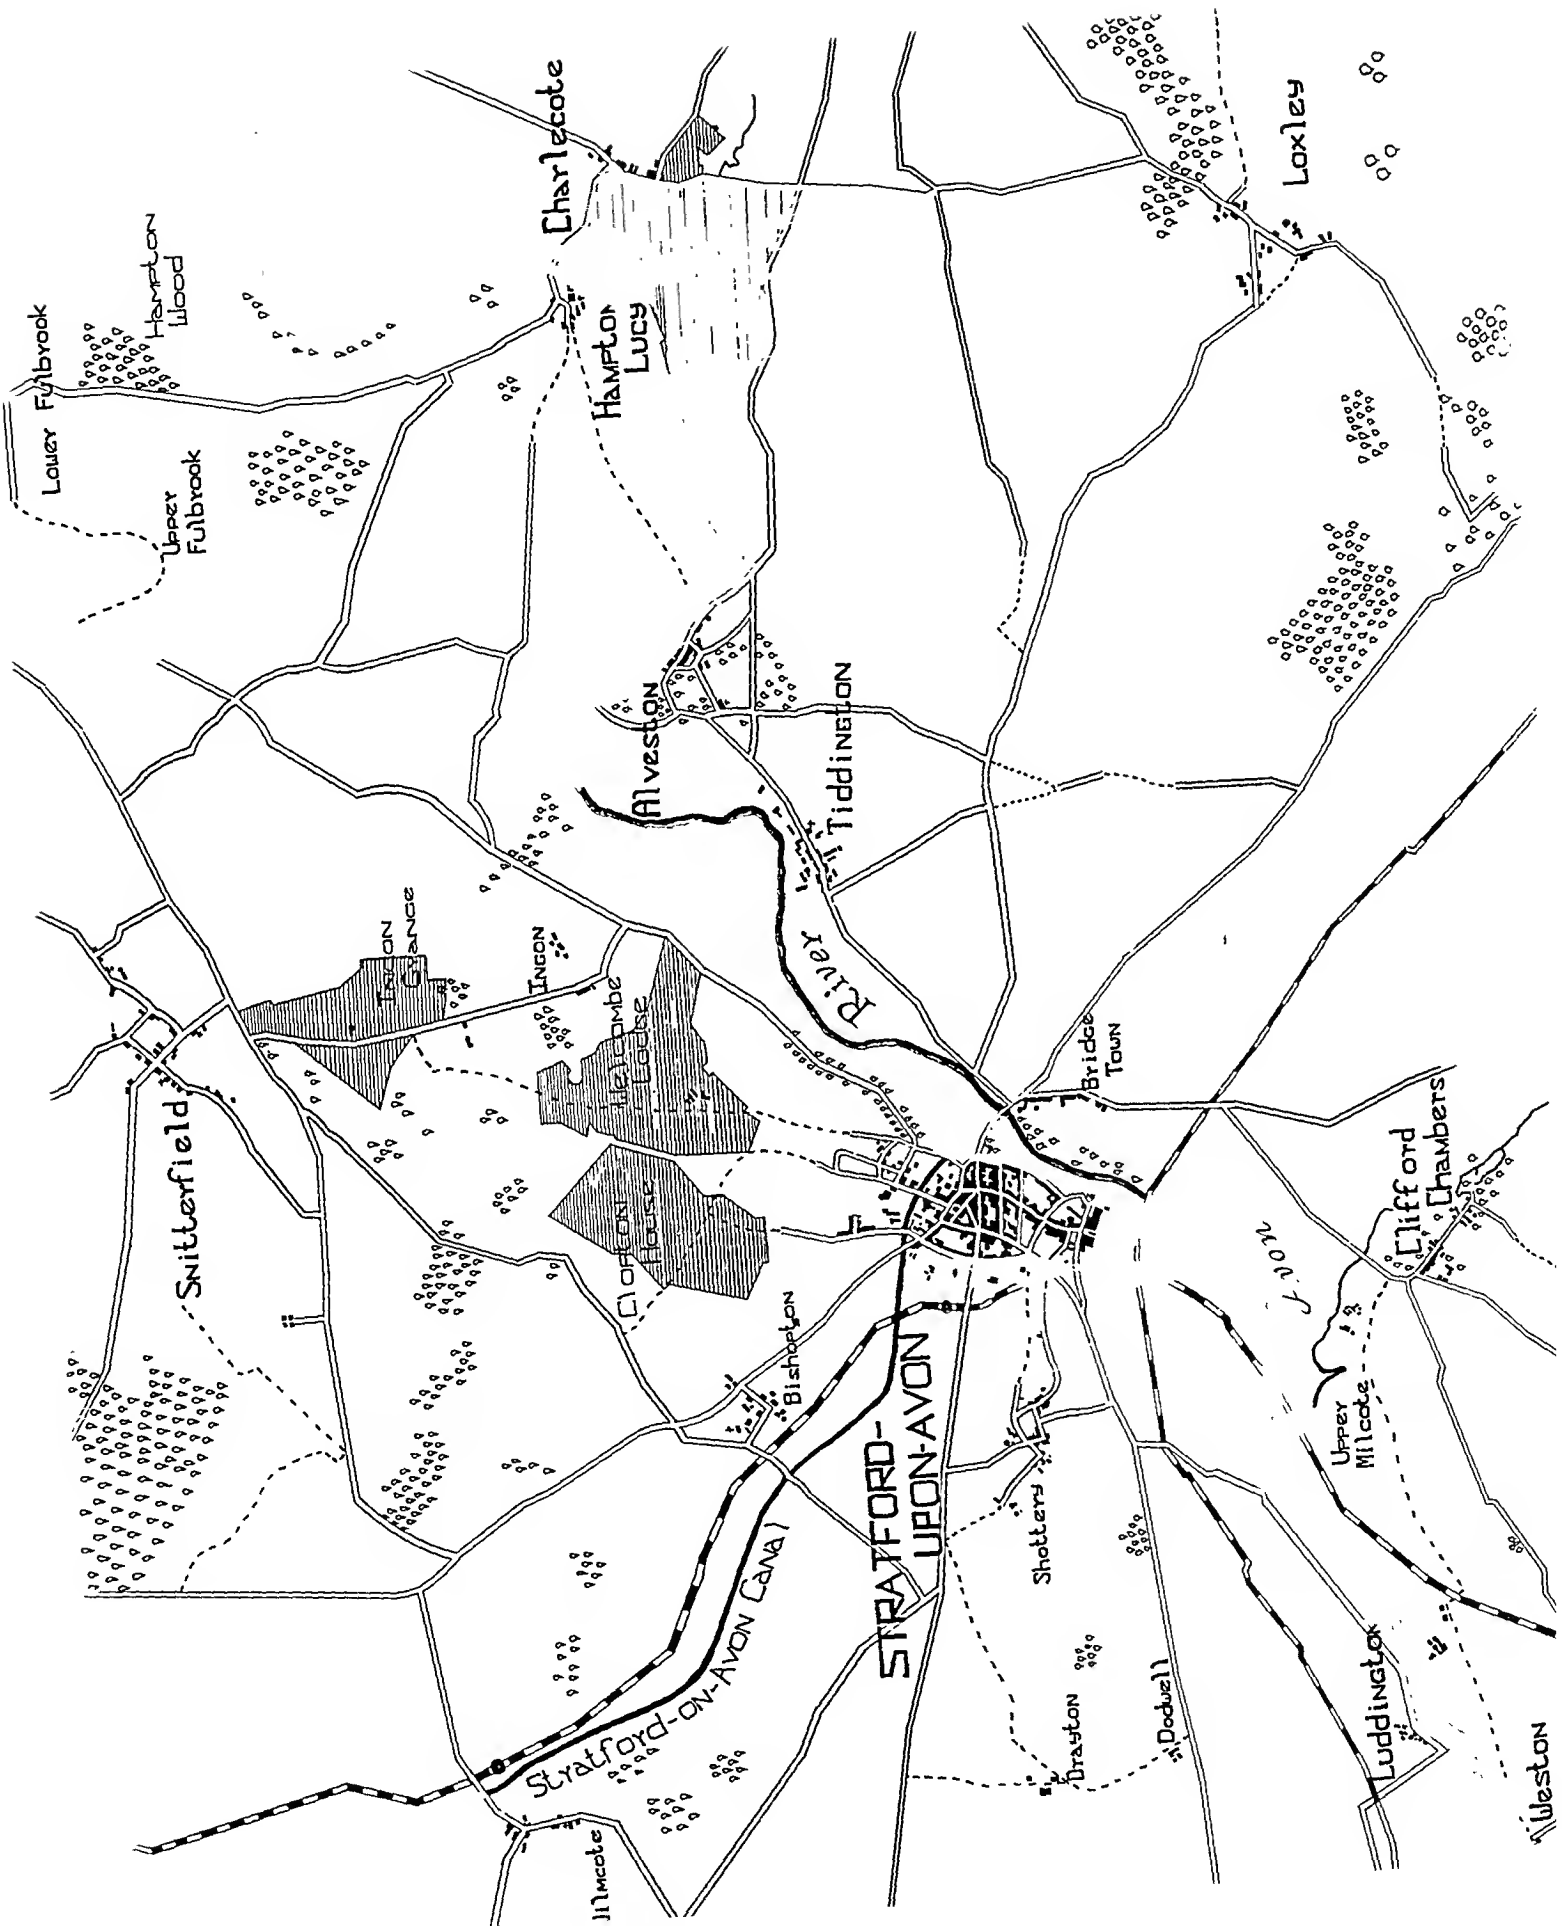 Lower Fulbrook
Hampton
Wood
Upper
Fulbrook
Charlecote
Hampton
Lucy
Loxley
Alveston
Tiddington
Snitterfield
Ingon
Grange
Ingon
Welcombe
Lodge
Clopton
House
River
Avon
Bridge
Town
Bishopton
STRATFORD-
UPON-AVON
Stratford-on-Avon Canal
Wilmcote
Shottery
Drayton
Dodwell
Luddington
Weston
Upper
Milcote
Clifford
Chambers